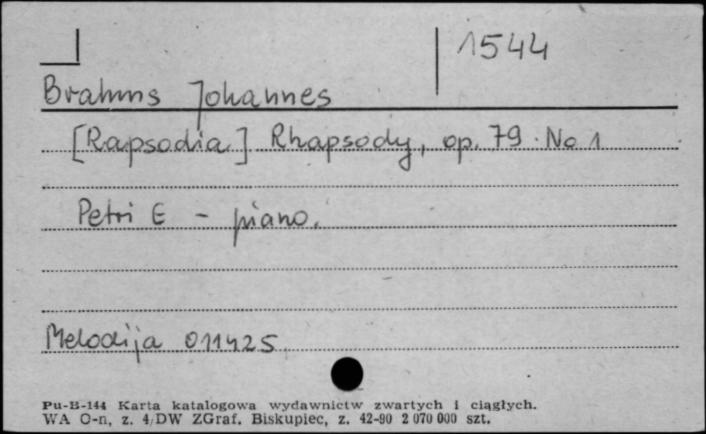 1544
Brahms Johannes
[Rapsodia] Rhapsody, op. 79 No 1
Petri E - piano.
Melodija 011425
Pu-B-144 Karta katalogowa wydawnictw zwartych i ciągłych.
WA O-n, z. 4/DW ZGraf. Biskupiec, z. 42-90 2 070 000 szt.